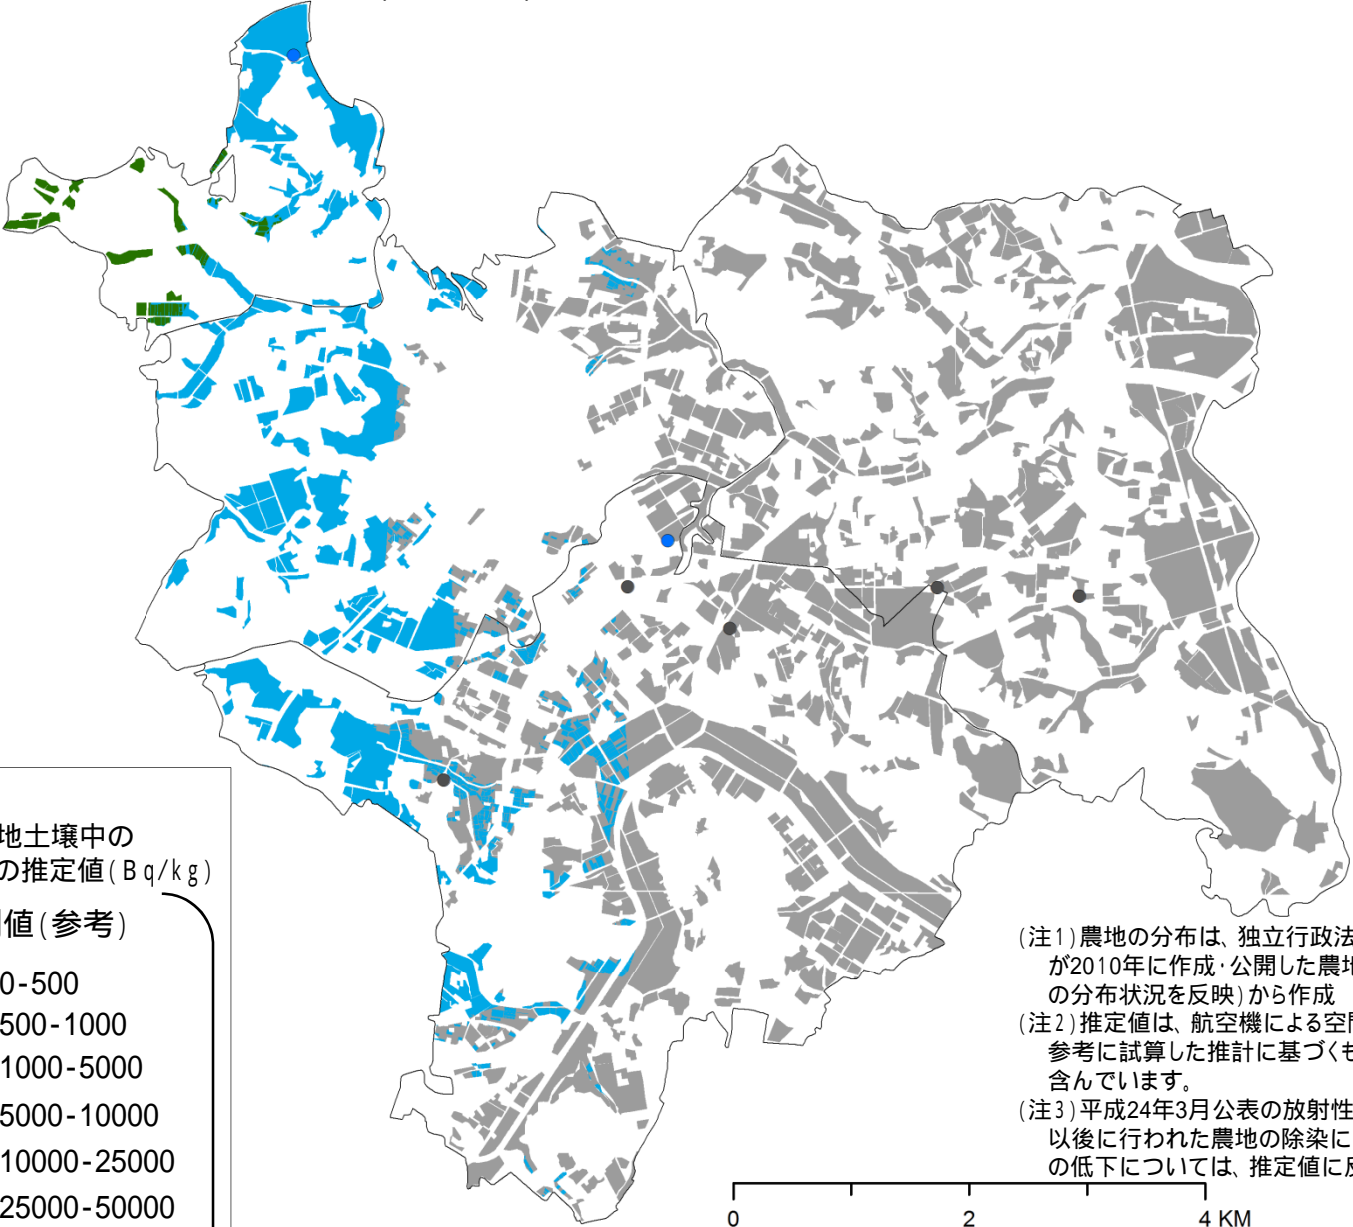 地土壌中の
の推定値(Bq/kg)
値(参考)
0-500
500-1000
1000-5000
5000-10000
10000-25000
25000-50000
(注1)農地の分布は、独立行政法
が2010年に作成・公開した農地
の分布状況を反映)から作成
(注2)推定値は、航空機による空間
参考に試算した推計に基づくも
含んでいます。
(注3)平成24年3月公表の放射性
以後に行われた農地の除染に
の低下については、推定値に反
0 2 4 KM